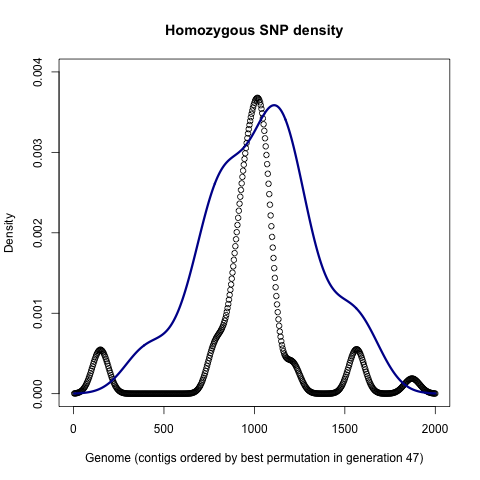 Homozygous SNP density
0.004
0.003
0.002
0.001
0.000
Density
0 500 1000 1500 2000
Genome (contigs ordered by best permutation in generation 47)